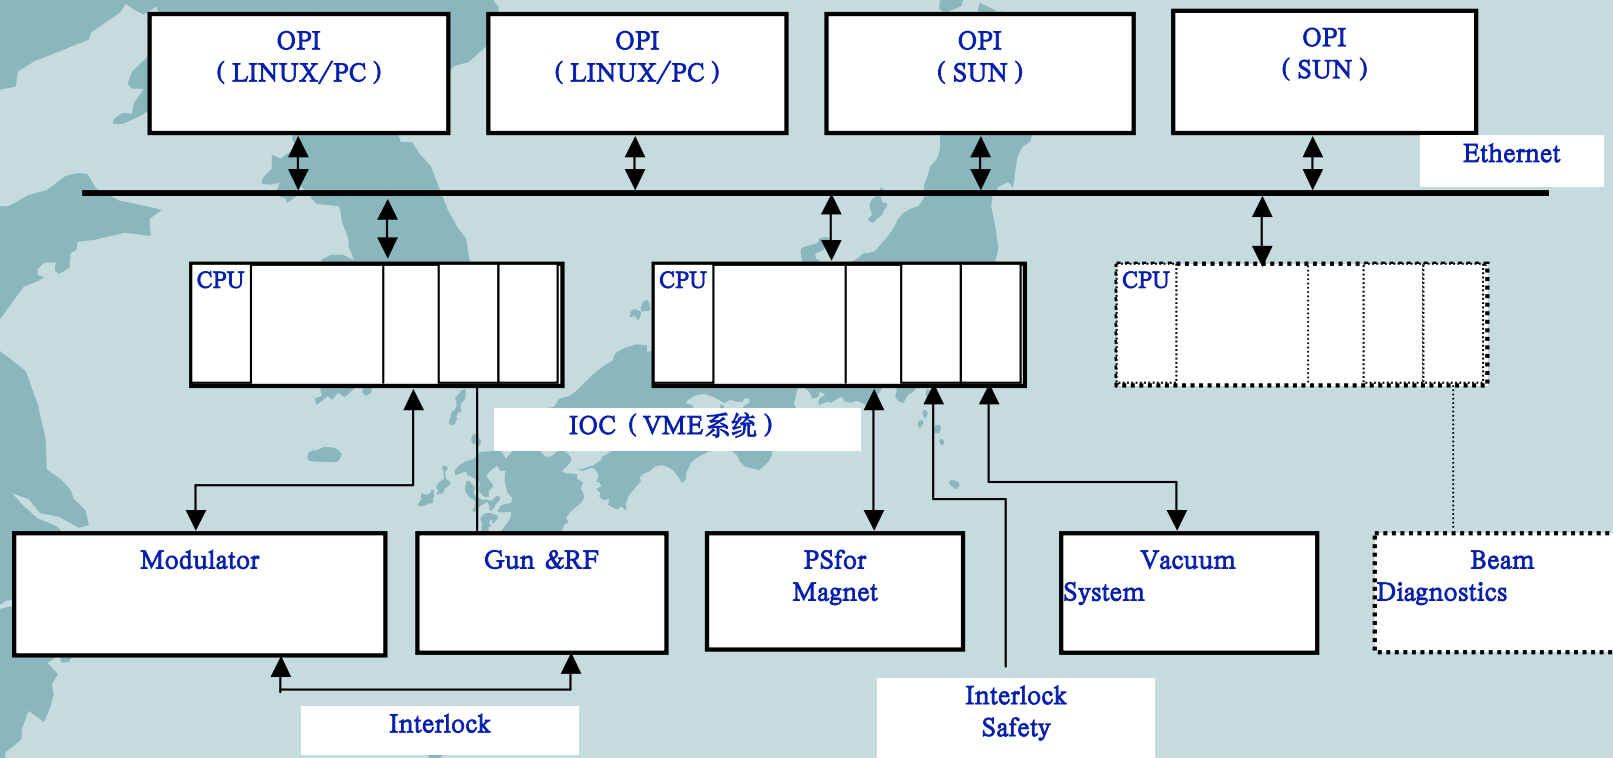 OPI
（LINUX/PC）
OPI
（LINUX/PC）
OPI
（SUN）
OPI
（SUN）
Ethernet
CPU
CPU
CPU
IOC（VME系统）
Modulator
Gun &RF
PSfor
Magnet
Vacuum
System
Beam
Diagnostics
Interlock
Interlock
Safety